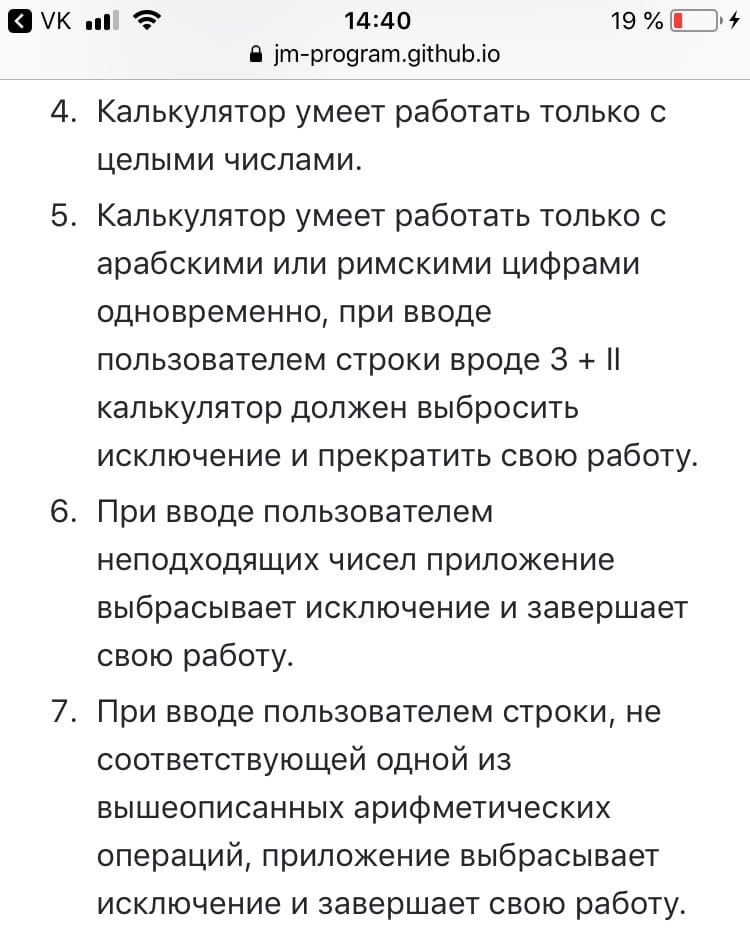 VK 14:40 19 %
jm-program.github.io
4. Калькулятор умеет работать только с
целыми числами.
5. Калькулятор умеет работать только с
арабскими или римскими цифрами
одновременно, при вводе
пользователем строки вроде 3 + II
калькулятор должен выбросить
исключение и прекратить свою работу.
6. При вводе пользователем
неподходящих чисел приложение
выбрасывает исключение и завершает
свою работу.
7. При вводе пользователем строки, не
соответствующей одной из
вышеописанных арифметических
операций, приложение выбрасывает
исключение и завершает свою работу.